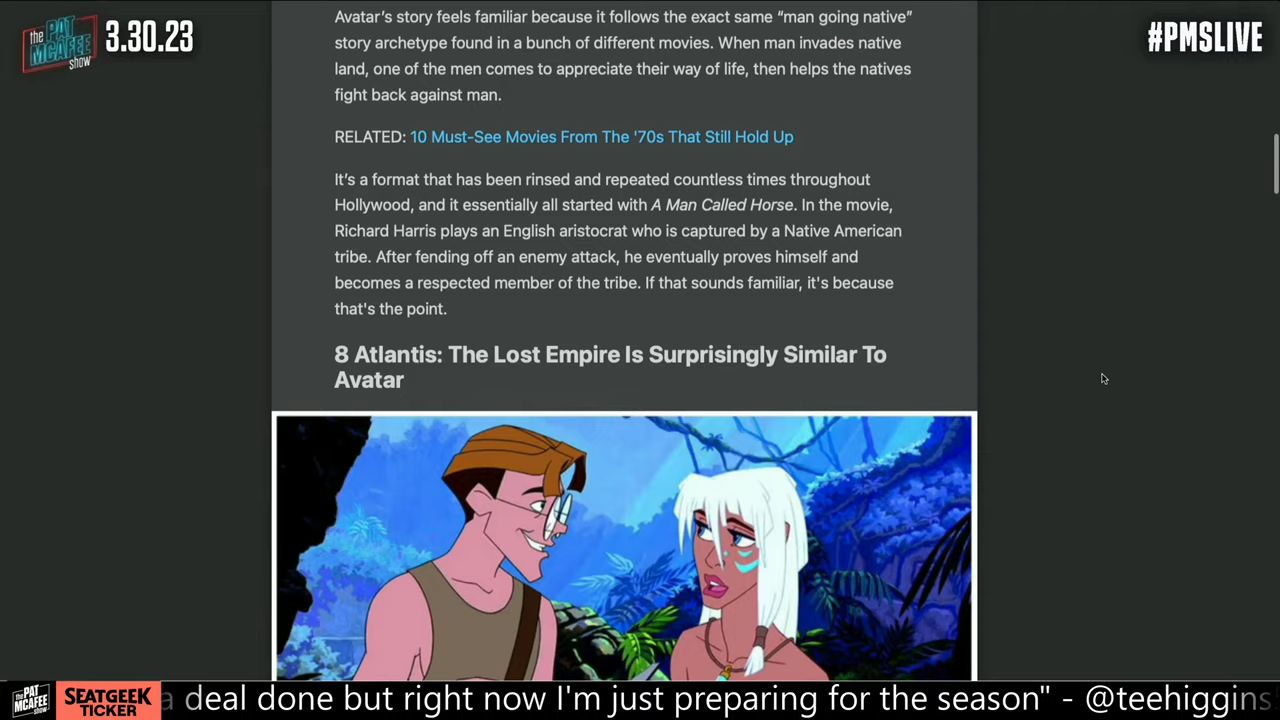 the
PAT
MCAFEE
show
3.30.23
#PMSLIVE
Avatar’s story feels familiar because it follows the exact same “man going native”
story archetype found in a bunch of different movies. When man invades native
land, one of the men comes to appreciate their way of life, then helps the natives
fight back against man.
RELATED: 10 Must-See Movies From The '70s That Still Hold Up
It’s a format that has been rinsed and repeated countless times throughout
Hollywood, and it essentially all started with A Man Called Horse. In the movie,
Richard Harris plays an English aristocrat who is captured by a Native American
tribe. After fending off an enemy attack, he eventually proves himself and
becomes a respected member of the tribe. If that sounds familiar, it's because
that's the point.
8 Atlantis: The Lost Empire Is Surprisingly Similar To
Avatar
the PAT
MCAFEE
show
SEATGEEK
TICKER
a deal done but right now I'm just preparing for the season" - @teehiggins